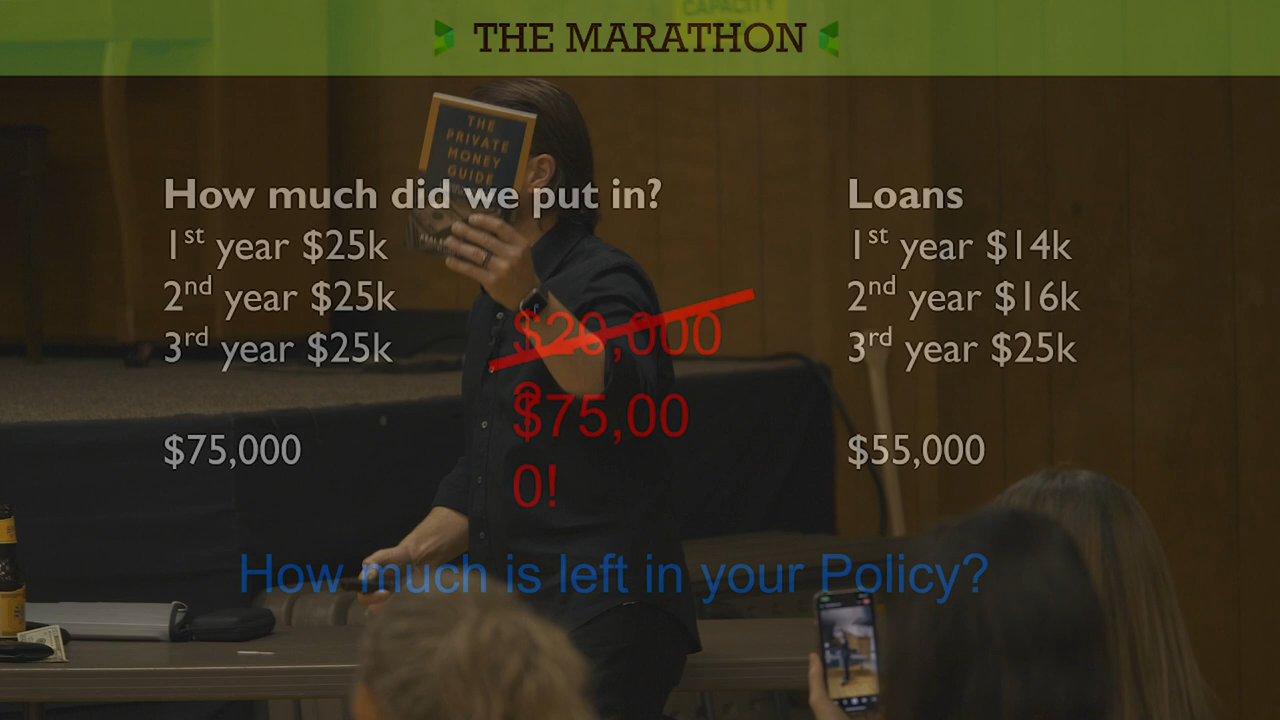 CAPACITY
THE MARATHON
THE
PRIVATE
MONEY
GUIDE
How much did we put in?
1st year $25k
2nd year $25k
3rd year $25k
$75,000
$20,000
?
$75,00
0!
Loans
1st year $14k
2nd year $16k
3rd year $25k
$55,000
How much is left in your Policy?